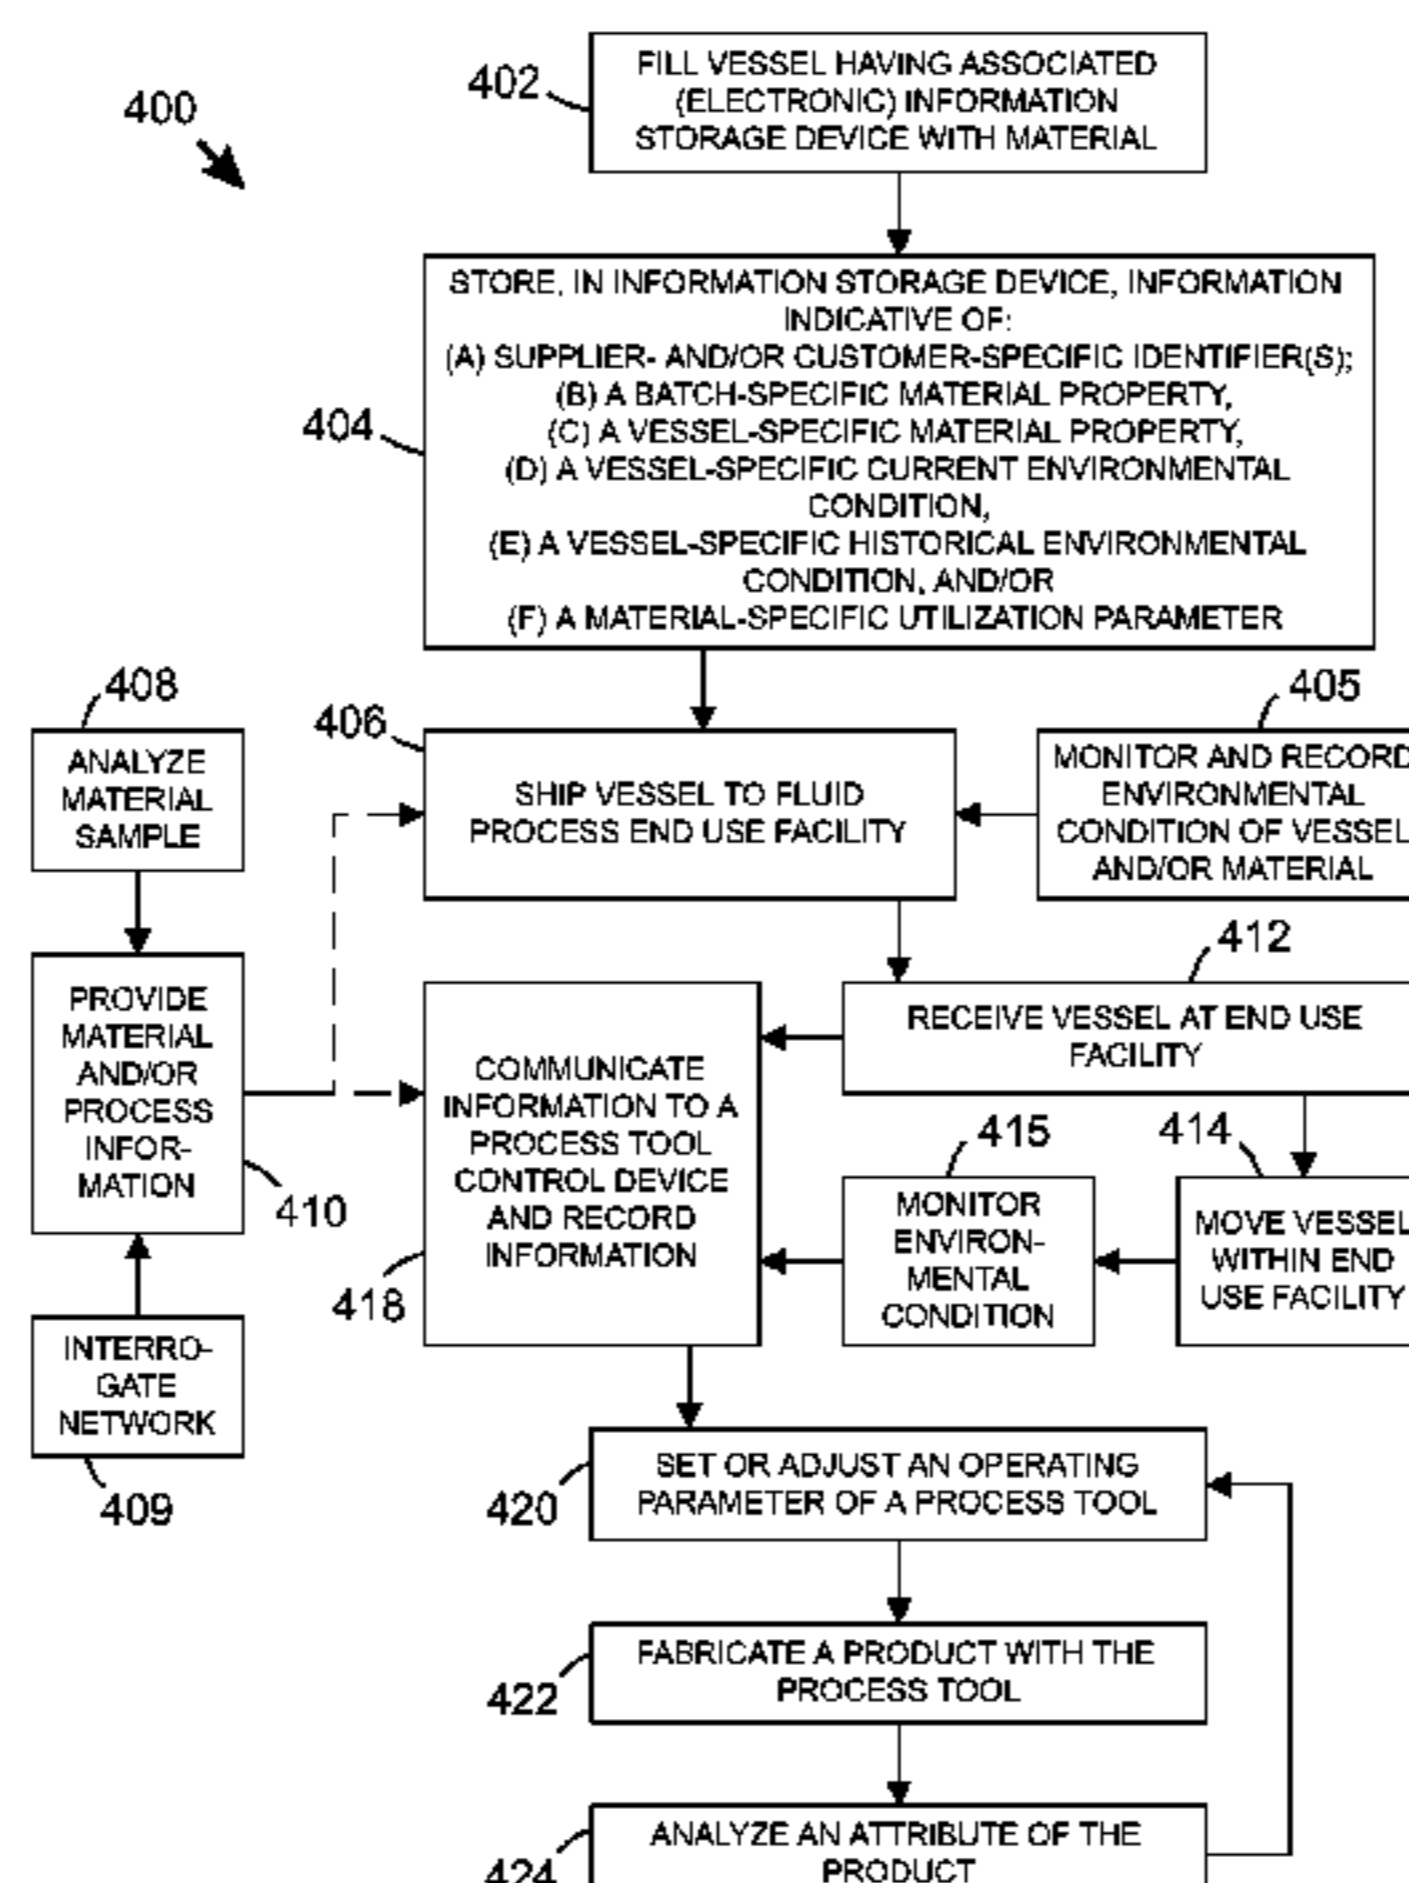 400
402
FILL VESSEL HAVING ASSOCIATED
(ELECTRONIC) INFORMATION
STORAGE DEVICE WITH MATERIAL
404
STORE, IN INFORMATION STORAGE DEVICE, INFORMATION
INDICATIVE OF:
(A) SUPPLIER- AND/OR CUSTOMER-SPECIFIC IDENTIFIER(S);
(B) A BATCH-SPECIFIC MATERIAL PROPERTY,
(C) A VESSEL-SPECIFIC MATERIAL PROPERTY,
(D) A VESSEL-SPECIFIC CURRENT ENVIRONMENTAL
CONDITION,
(E) A VESSEL-SPECIFIC HISTORICAL ENVIRONMENTAL
CONDITION, AND/OR
(F) A MATERIAL-SPECIFIC UTILIZATION PARAMETER
408
ANALYZE
MATERIAL
SAMPLE
406
SHIP VESSEL TO FLUID
PROCESS END USE FACILITY
405
MONITOR AND RECORD
ENVIRONMENTAL
CONDITION OF VESSEL
AND/OR MATERIAL
410
PROVIDE
MATERIAL
AND/OR
PROCESS
INFOR-
MATION
412
RECEIVE VESSEL AT END USE
FACILITY
418
COMMUNICATE
INFORMATION TO A
PROCESS TOOL
CONTROL DEVICE
AND RECORD
INFORMATION
415
MONITOR
ENVIRON-
MENTAL
CONDITION
414
MOVE VESSEL
WITHIN END
USE FACILITY
INTERRO-
GATE
NETWORK
409
420
SET OR ADJUST AN OPERATING
PARAMETER OF A PROCESS TOOL
422
FABRICATE A PRODUCT WITH THE
PROCESS TOOL
424
ANALYZE AN ATTRIBUTE OF THE
PRODUCT